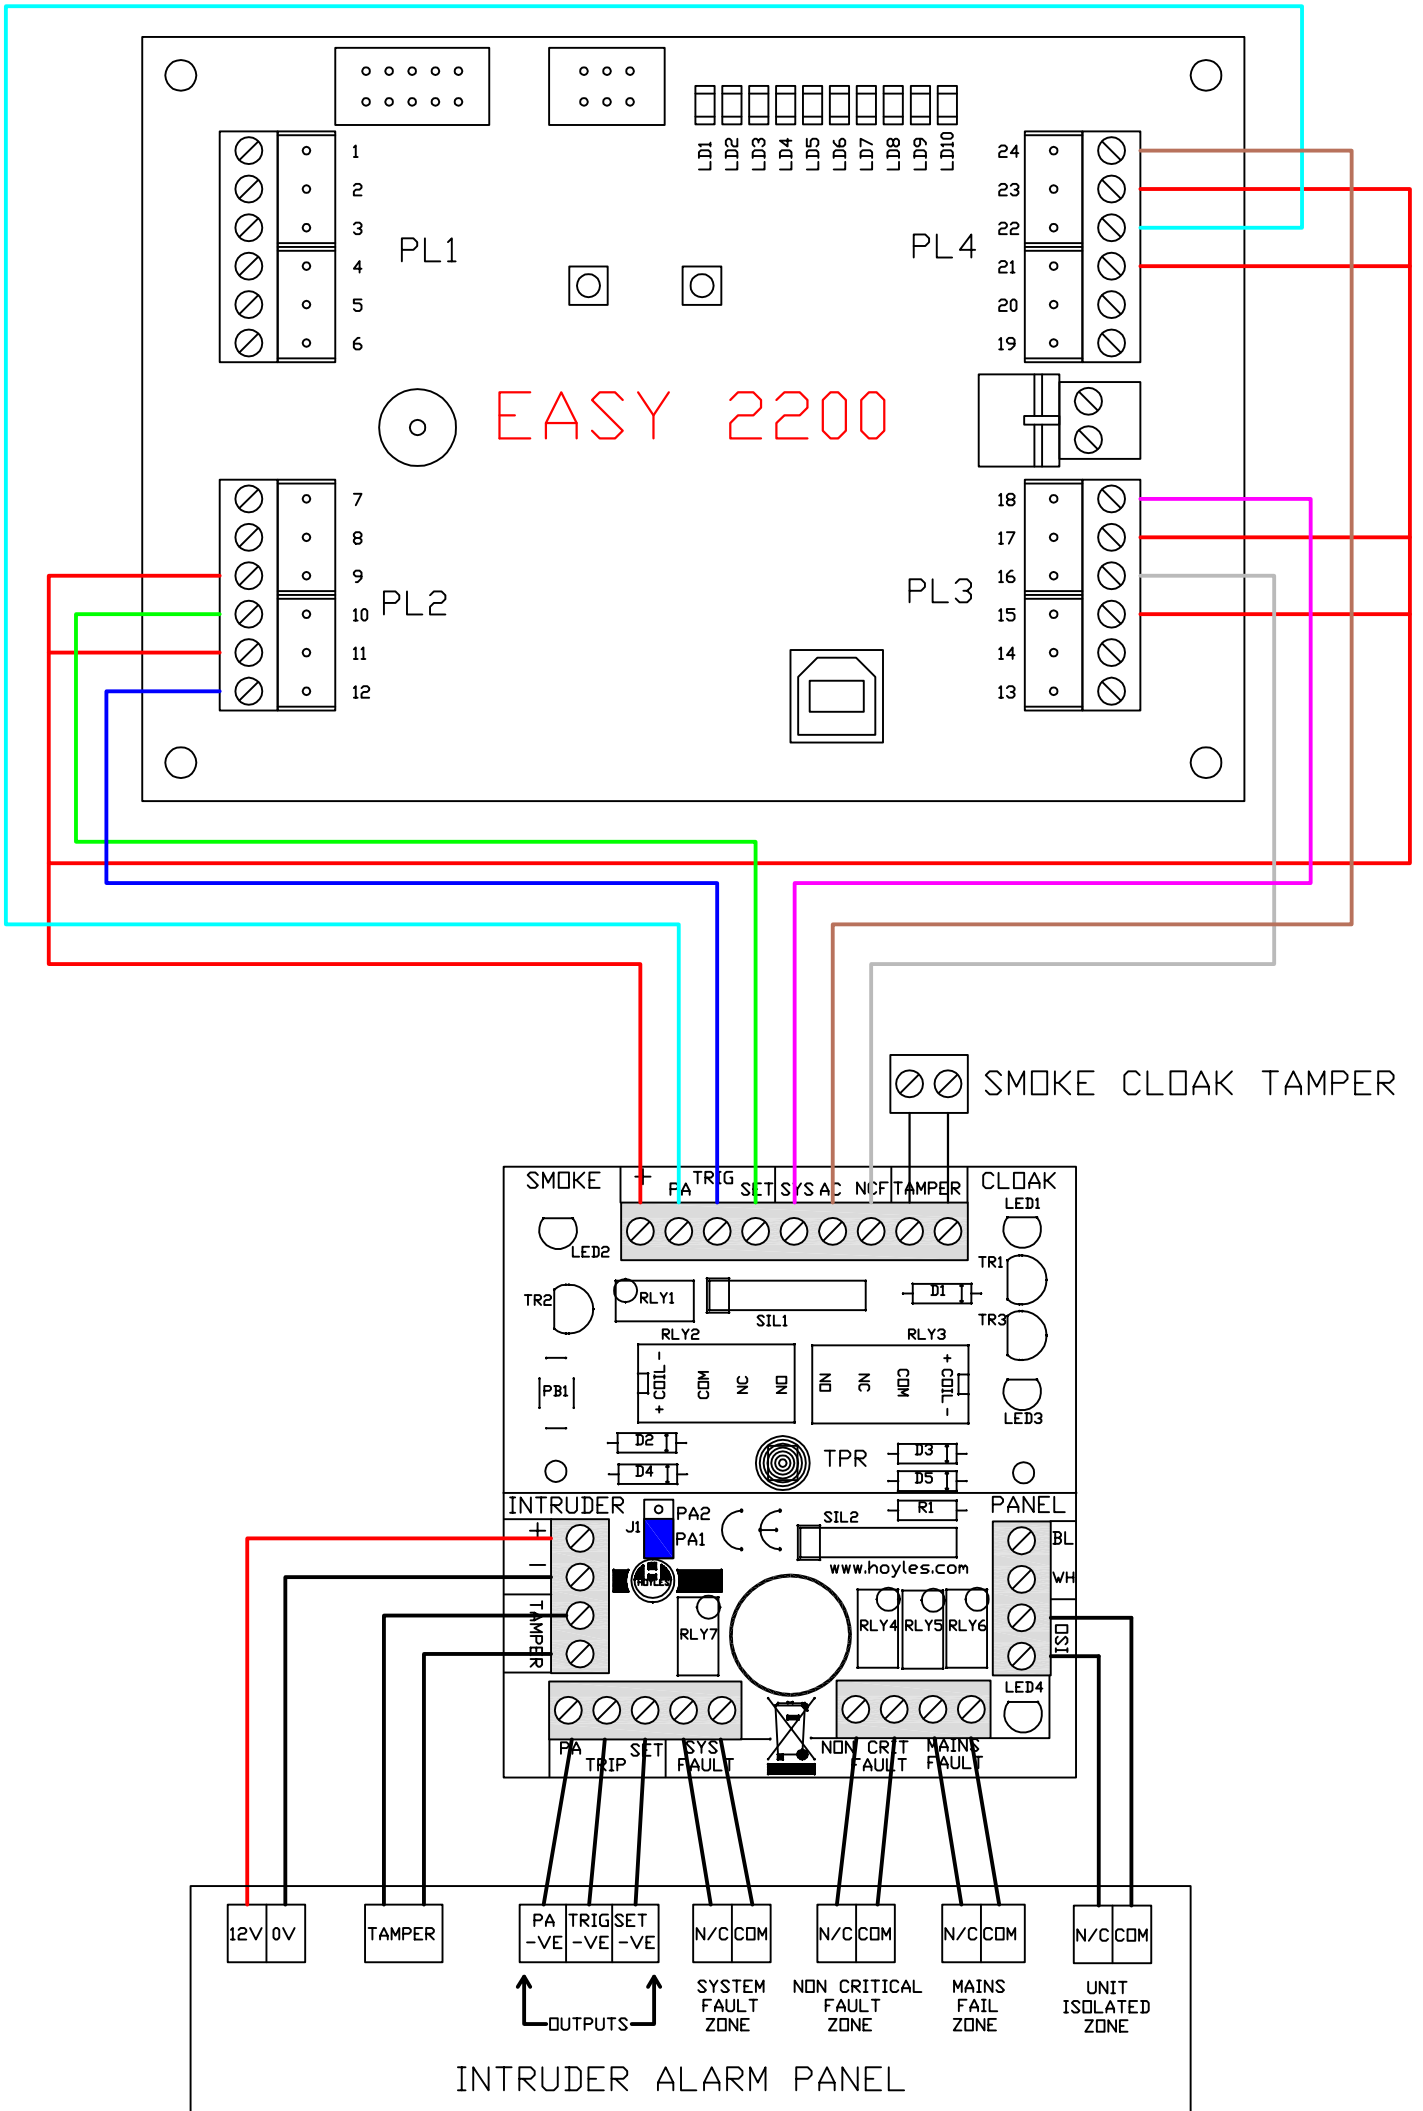 LD1 LD2 LD3 LD4 LD5 LD6 LD7 LD8 LD9 LD10
1
2
3
4
5
6
PL1
24
23
22
21
20
19
PL4
EASY 2200
7
8
9
10
11
12
PL2
18
17
16
15
14
13
PL3
SMOKE CLOAK TAMPER
SMOKE
+ PA TRIG SET SYS AC NCF TAMPER
CLOAK
LED1
LED2
TR1
TR2
RLY1
SIL1
D1
TR3
RLY2
RLY3
- COIL +
COM
NC
NO
NO
NC
COM
+ COIL -
PB1
LED3
D2
TPR
D3
D4
D5
INTRUDER
PA2
J1
PA1
SIL2
R1
PANEL
+
-
TAMPER
HOYLES
www.hoyles.com
BL
WH
ISO
RLY7
RLY4
RLY5
RLY6
LED4
PA
TRIP
SET
SYS
FAULT
NON CRIT
FAULT
MAINS
FAULT
12V 0V
TAMPER
PA
-VE
TRIG
-VE
SET
-VE
N/C COM
N/C COM
N/C COM
N/C COM
OUTPUTS
SYSTEM
FAULT
ZONE
NON CRITICAL
FAULT
ZONE
MAINS
FAIL
ZONE
UNIT
ISOLATED
ZONE
INTRUDER ALARM PANEL